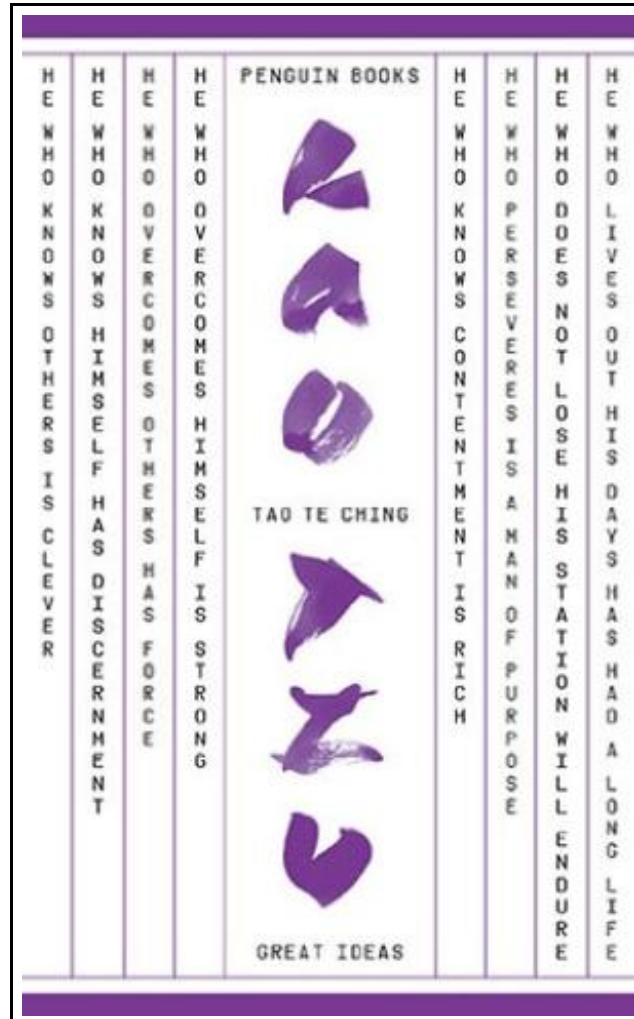 HE WHO KNOWS OTHERS IS CLEVER
HE WHO KNOWS HIMSELF HAS DISCERNMENT
HE WHO OVERCOMES OTHERS HAS FORCE
HE WHO OVERCOMES HIMSELF IS STRONG
PENGUIN BOOKS
LAO
TAO TE CHING
TZU
GREAT IDEAS
HE WHO KNOWS CONTENTMENT IS RICH
HE WHO PERSEVERES IS A MAN OF PURPOSE
HE WHO DOES NOT LOSE HIS STATION WILL ENDURE
HE WHO LIVES OUT HIS DAYS HAS HAD A LONG LIFE